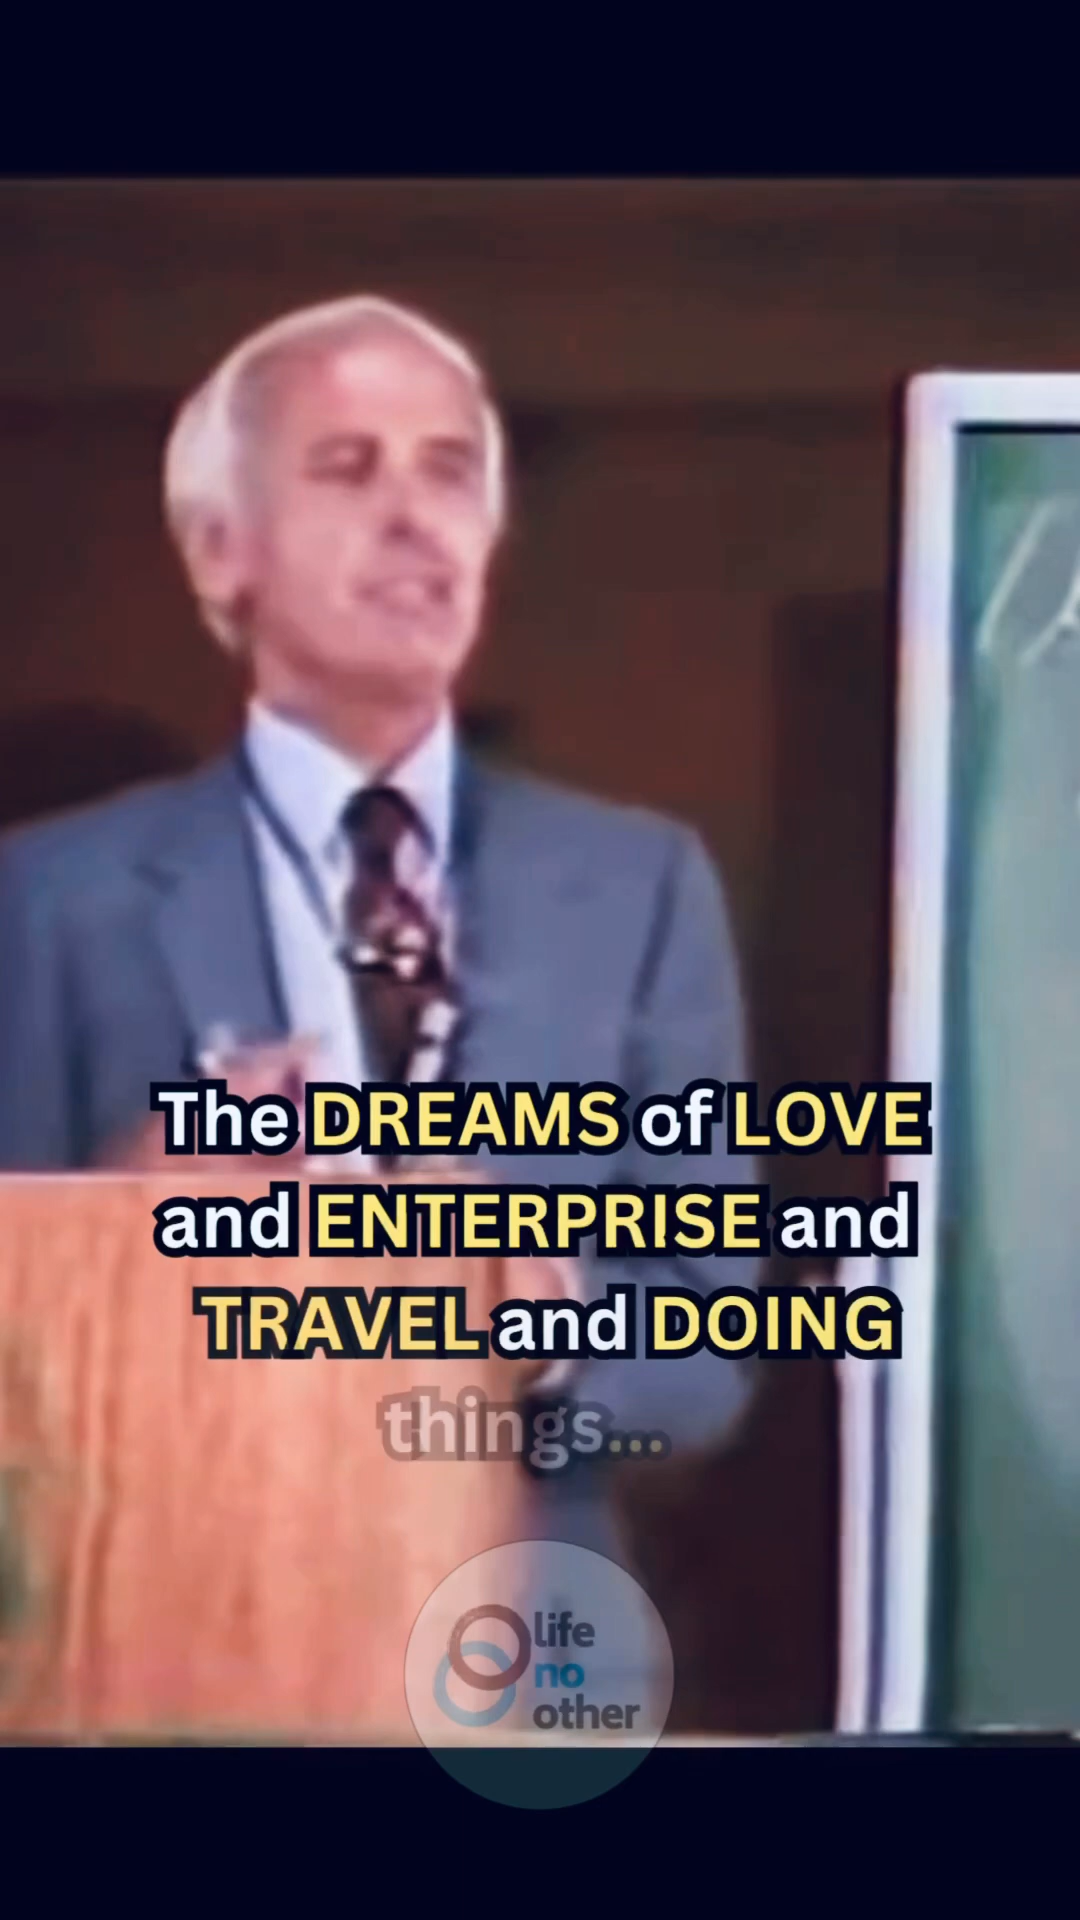 The DREAMS of LOVE
and ENTERPRISE and
TRAVEL and DOING
things...
life
no
other